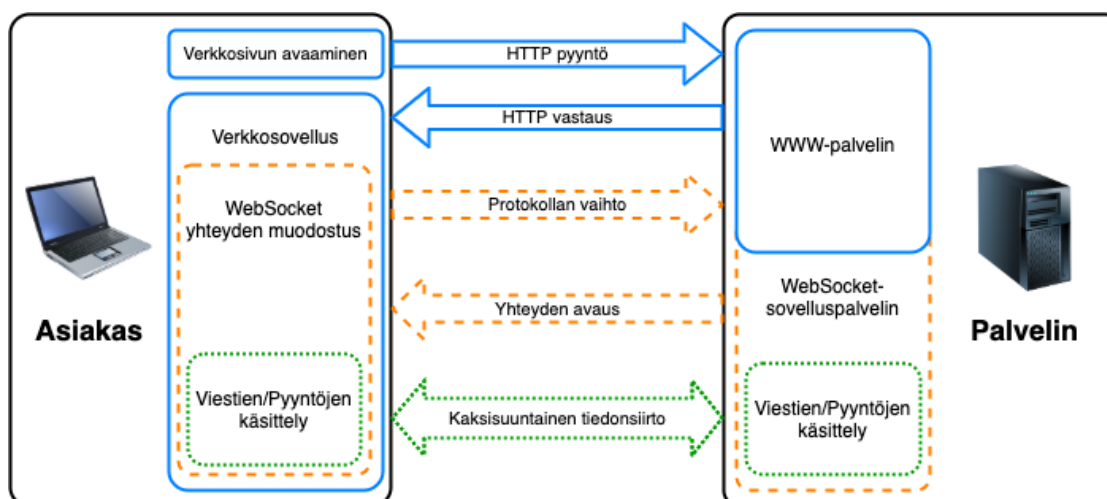 Verkkosivun avaaminen
HTTP pyyntö
HTTP vastaus
Verkkosovellus
WWW-palvelin
WebSocket
yhteyden muodostus
Protokollan vaihto
WebSocket-
sovelluspalvelin
Yhteyden avaus
Asiakas
Palvelin
Viestien/Pyyntöjen
käsittely
Kaksisuuntainen tiedonsiirto
Viestien/Pyyntöjen
käsittely